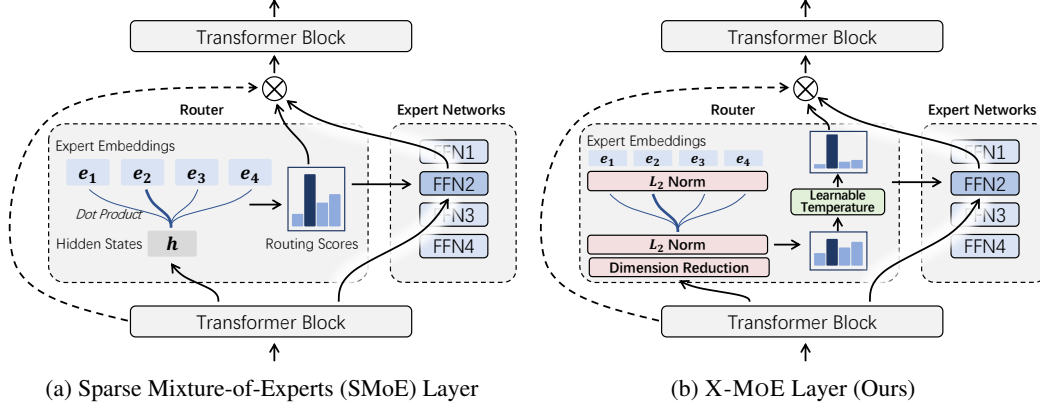 Transformer Block
Router
Expert Networks
Expert Embeddings
e1 e2 e3 e4
Dot Product
Hidden States
h
Routing Scores
FFN1
FFN2
FN3
FFN4
Transformer Block
(a) Sparse Mixture-of-Experts (SMoE) Layer
Transformer Block
Router
Expert Networks
Expert Embeddings
e1 e2 e3 e4
L2 Norm
L2 Norm
Dimension Reduction
Learnable
Temperature
FFN1
FFN2
FN3
FFN4
Transformer Block
(b) X-MOE Layer (Ours)